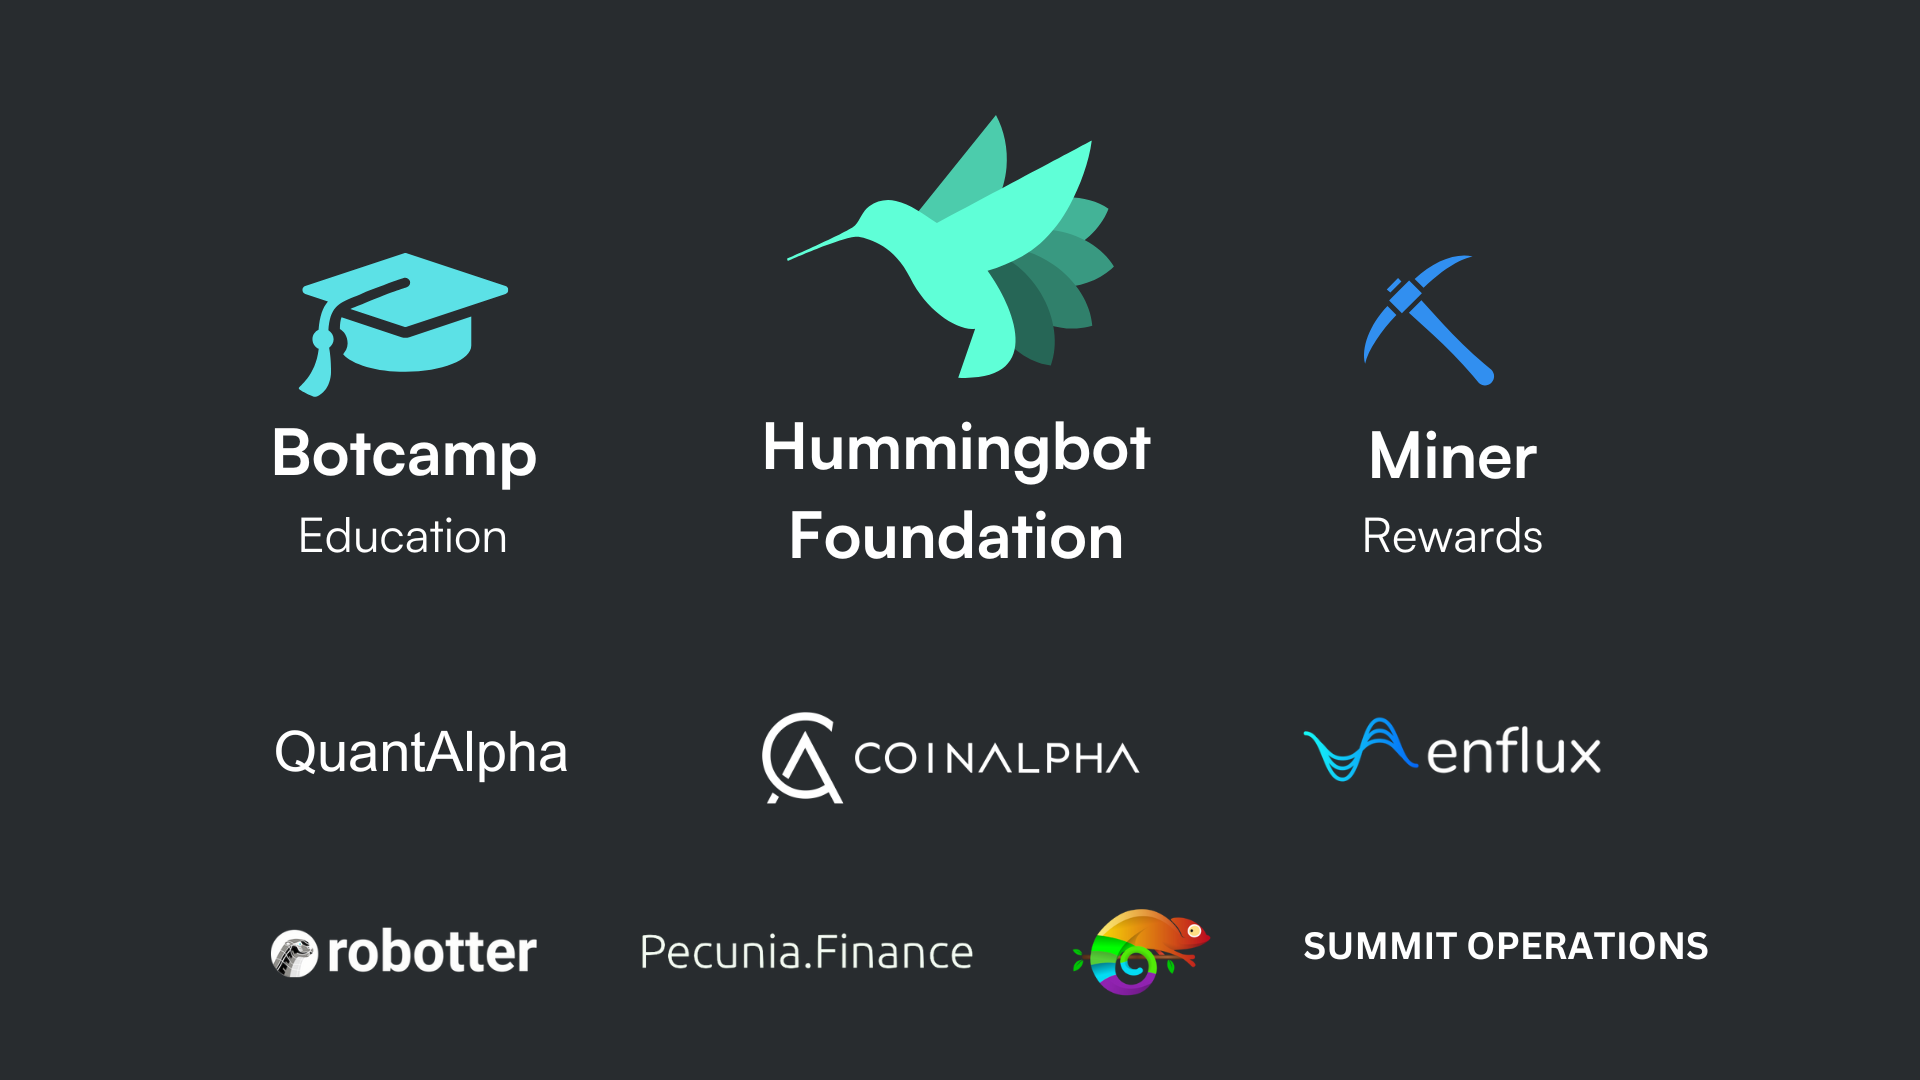 Botcamp
Education
Hummingbot
Foundation
Miner
Rewards
QuantAlpha
COINALPHA
enflux
robotter
Pecunia.Finance
SUMMIT OPERATIONS